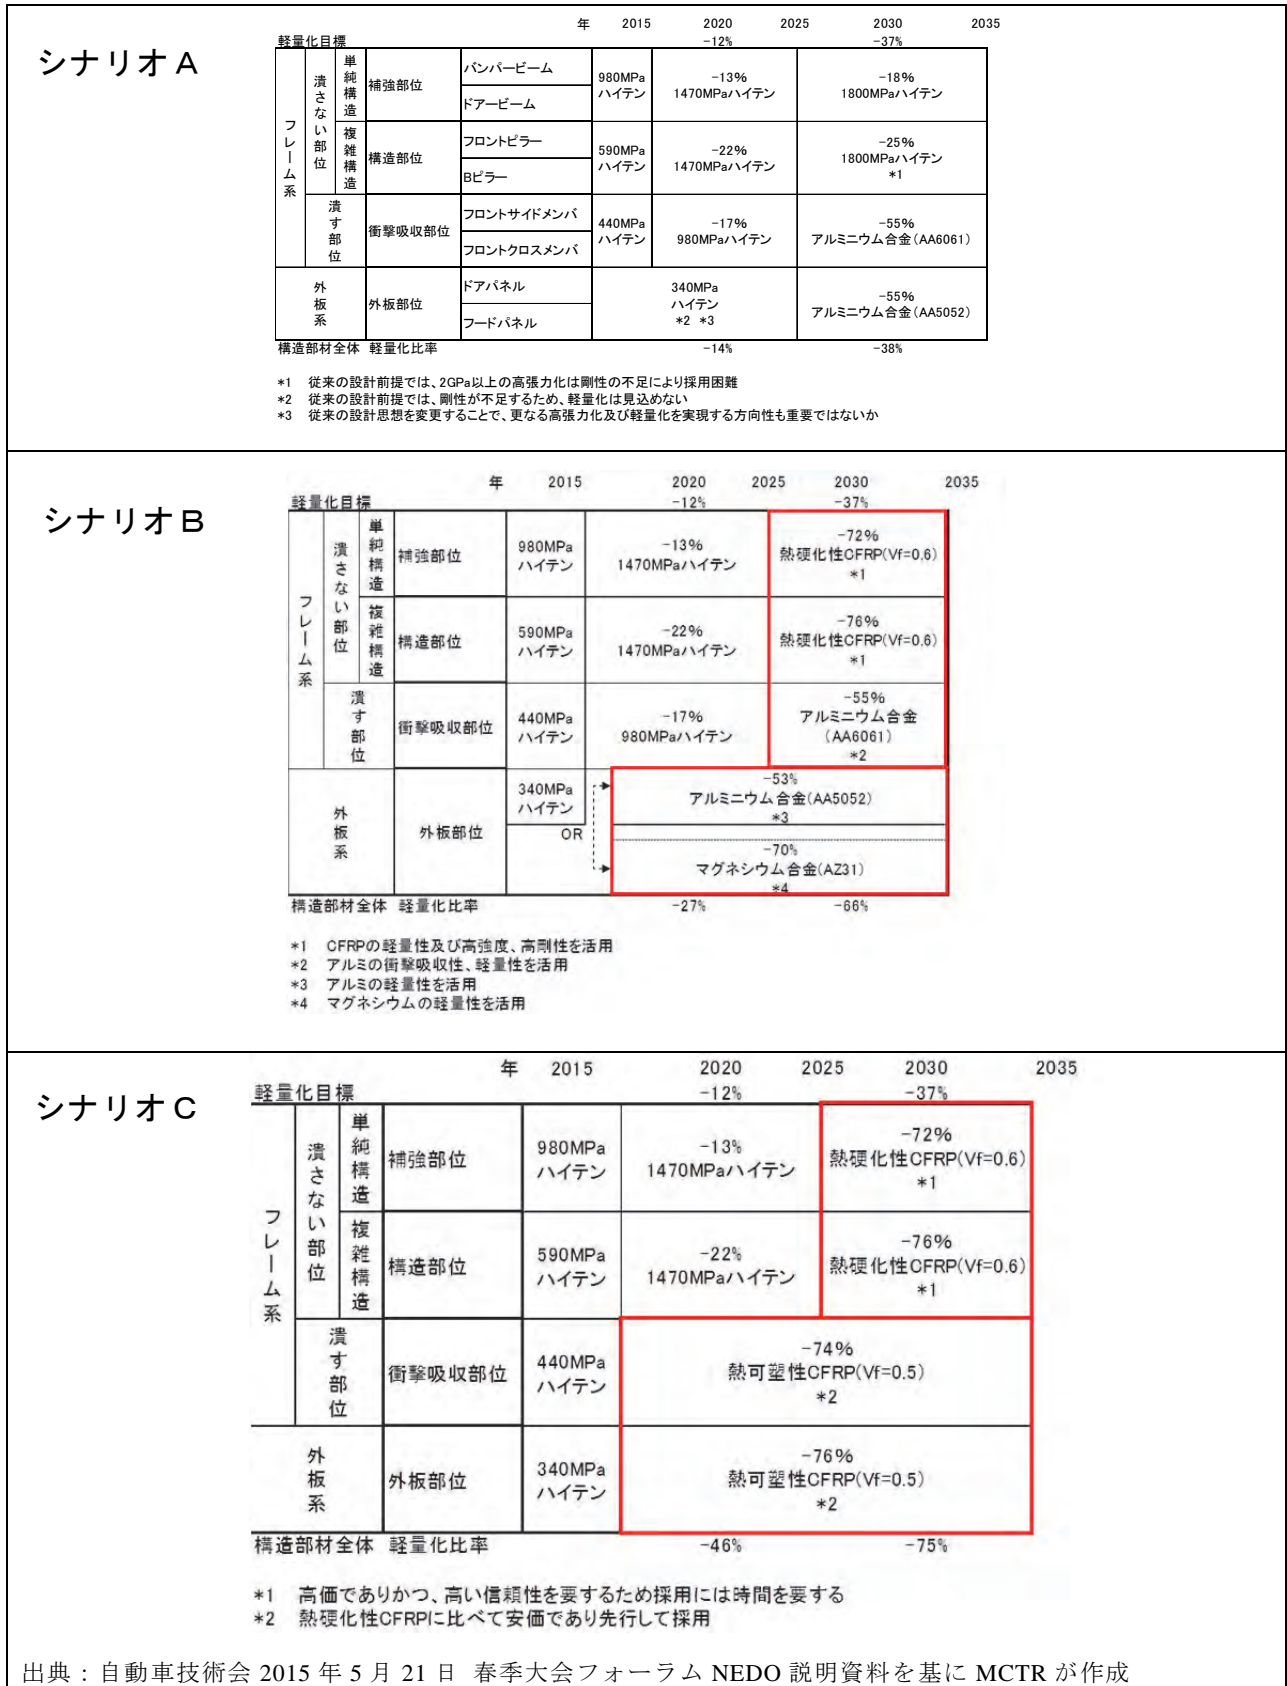 シナリオA
年 2015 2020 2025 2030 2035
軽量化目標 -12% -37%
フレーム系
潰さない部位
単純構造
補強部位
バンパービーム
ドアービーム
980MPa
ハイテン
-13%
1470MPaハイテン
-18%
1800MPaハイテン
複雑構造
構造部位
フロントピラー
Bピラー
590MPa
ハイテン
-22%
1470MPaハイテン
-25%
1800MPaハイテン
*1
潰す部位
衝撃吸収部位
フロントサイドメンバ
フロントクロスメンバ
440MPa
ハイテン
-17%
980MPaハイテン
-55%
アルミニウム合金(AA6061)
外板系
外板部位
ドアパネル
フードパネル
340MPa
ハイテン
*2 *3
-55%
アルミニウム合金(AA5052)
構造部材全体 軽量化比率 -14% -38%
*1 従来の設計前提では、2GPa以上の高張力化は剛性の不足により採用困難
*2 従来の設計前提では、剛性が不足するため、軽量化は見込めない
*3 従来の設計思想を変更することで、更なる高張力化及び軽量化を実現する方向性も重要ではないか
シナリオB
年 2015 2020 2025 2030 2035
軽量化目標 -12% -37%
フレーム系
潰さない部位
単純構造
補強部位
980MPa
ハイテン
-13%
1470MPaハイテン
-72%
熱硬化性CFRP(Vf=0.6)
*1
複雑構造
構造部位
590MPa
ハイテン
-22%
1470MPaハイテン
-76%
熱硬化性CFRP(Vf=0.6)
*1
潰す部位
衝撃吸収部位
440MPa
ハイテン
-17%
980MPaハイテン
-55%
アルミニウム合金
(AA6061)
*2
外板系
外板部位
340MPa
ハイテン
OR
-53%
アルミニウム合金(AA5052)
*3
-70%
マグネシウム合金(AZ31)
*4
構造部材全体 軽量化比率 -27% -66%
*1 CFRPの軽量性及び高強度、高剛性を活用
*2 アルミの衝撃吸収性、軽量性を活用
*3 アルミの軽量性を活用
*4 マグネシウムの軽量性を活用
シナリオC
年 2015 2020 2025 2030 2035
軽量化目標 -12% -37%
フレーム系
潰さない部位
単純構造
補強部位
980MPa
ハイテン
-13%
1470MPaハイテン
-72%
熱硬化性CFRP(Vf=0.6)
*1
複雑構造
構造部位
590MPa
ハイテン
-22%
1470MPaハイテン
-76%
熱硬化性CFRP(Vf=0.6)
*1
潰す部位
衝撃吸収部位
440MPa
ハイテン
-74%
熱可塑性CFRP(Vf=0.5)
*2
外板系
外板部位
340MPa
ハイテン
-76%
熱可塑性CFRP(Vf=0.5)
*2
構造部材全体 軽量化比率 -46% -75%
*1 高価でありかつ、高い信頼性を要するため採用には時間を要する
*2 熱硬化性CFRPに比べて安価であり先行して採用
出典：自動車技術会 2015 年 5 月 21 日 春季大会フォーラム NEDO 説明資料を基に MCTR が作成